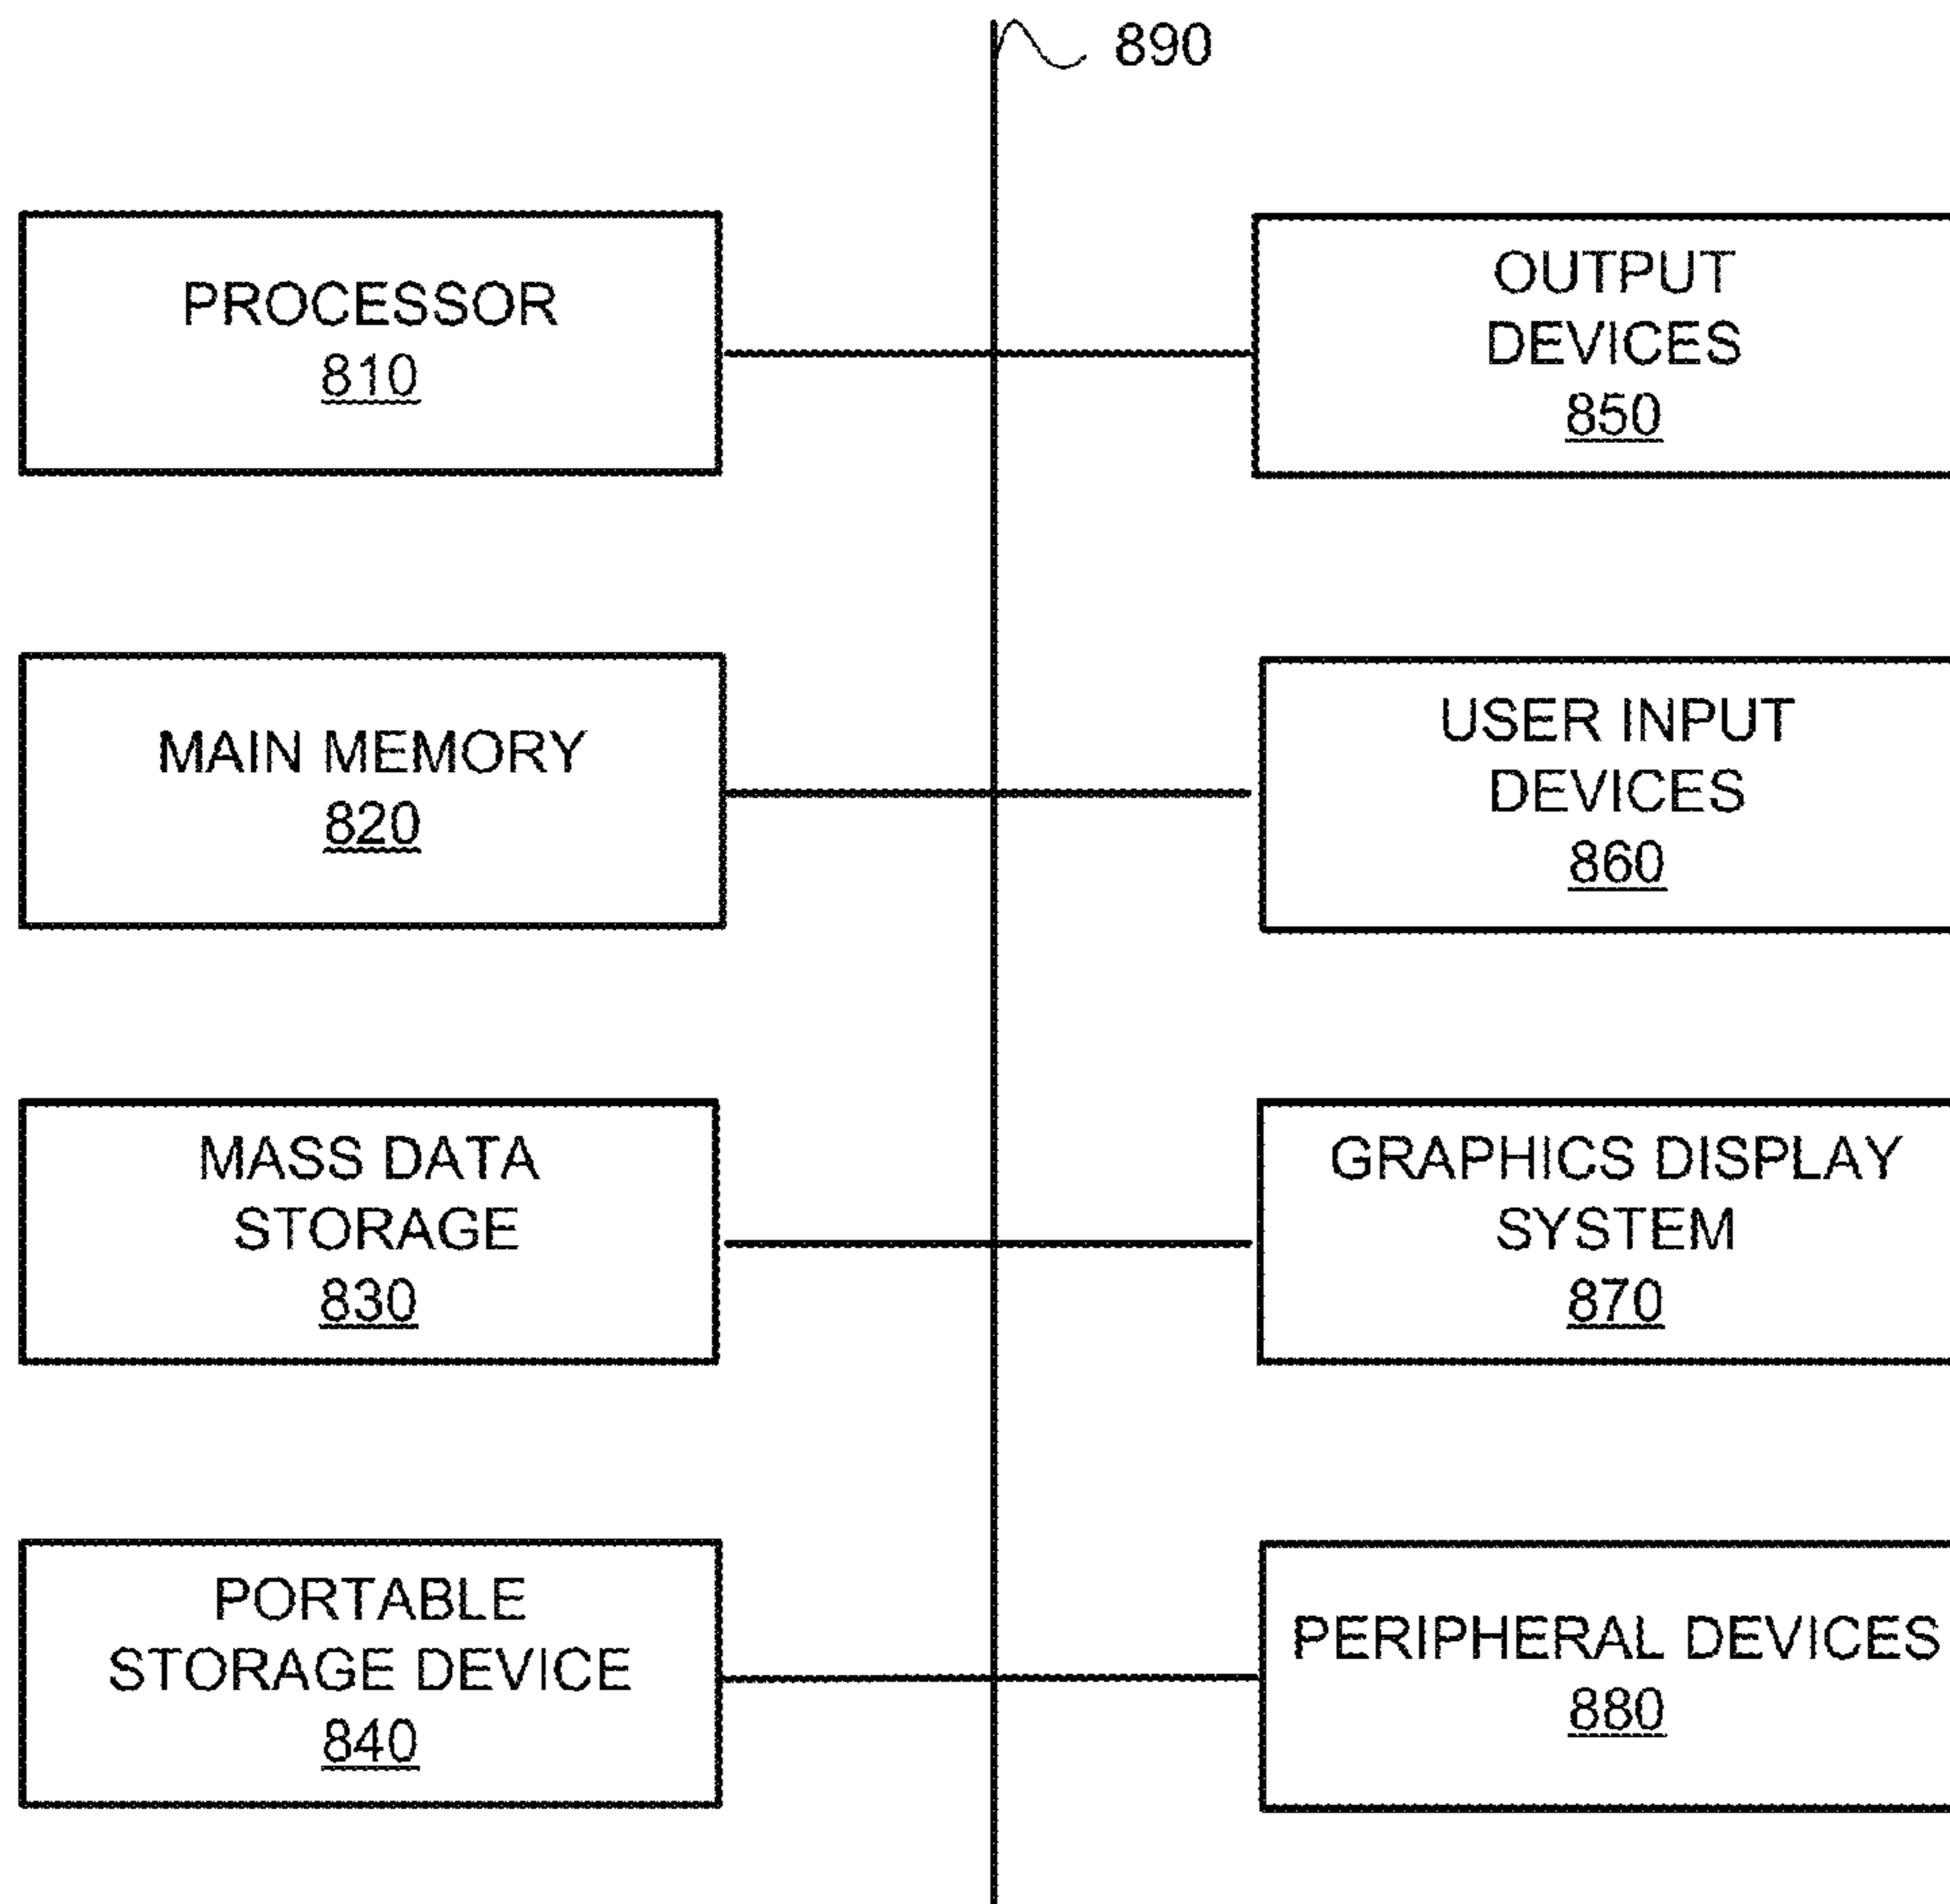 890
PROCESSOR
810
OUTPUT
DEVICES
850
MAIN MEMORY
820
USER INPUT
DEVICES
860
MASS DATA
STORAGE
830
GRAPHICS DISPLAY
SYSTEM
870
PORTABLE
STORAGE DEVICE
840
PERIPHERAL DEVICES
880